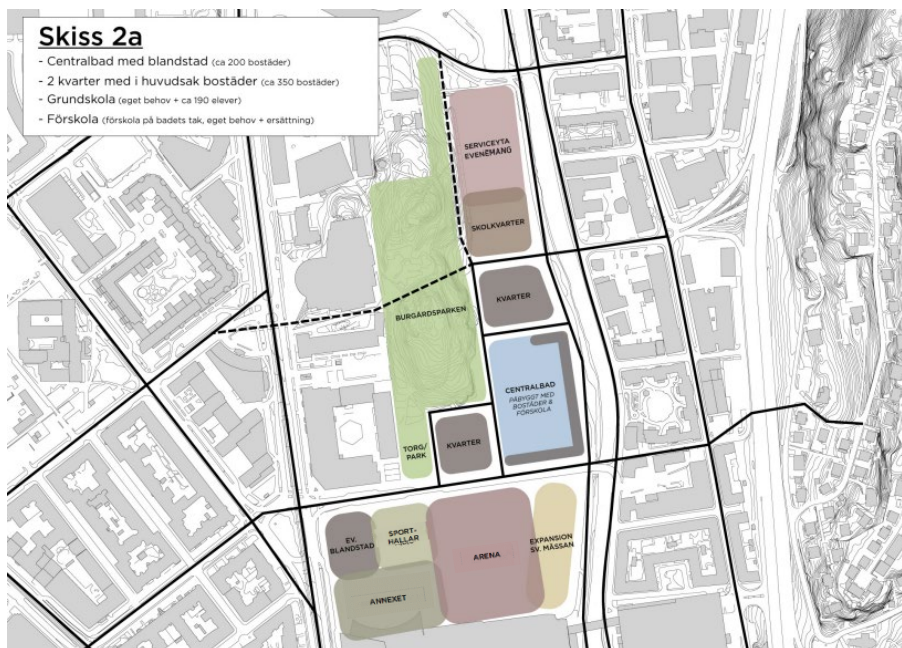 Skiss 2a
- Centralbad med blandstad (ca 200 bostäder)
- 2 kvarter med i huvudsak bostäder (ca 350 bostäder)
- Grundskola (eget behov + ca 190 elever)
- Förskola (förskola på badets tak, eget behov + ersättning)
SERVICEYTA
EVENEMANG
SKOLKVARTER
KVARTER
BURGÅRDSPARKEN
CENTRALBAD
PÅBYGGT MED
BOSTÄDER &
FÖRSKOLA
TORG/
PARK
KVARTER
EV.
BLANDSTAD
SPORT-
HALLAR
ARENA
EXPANSION
SV. MÄSSAN
ANNEXET